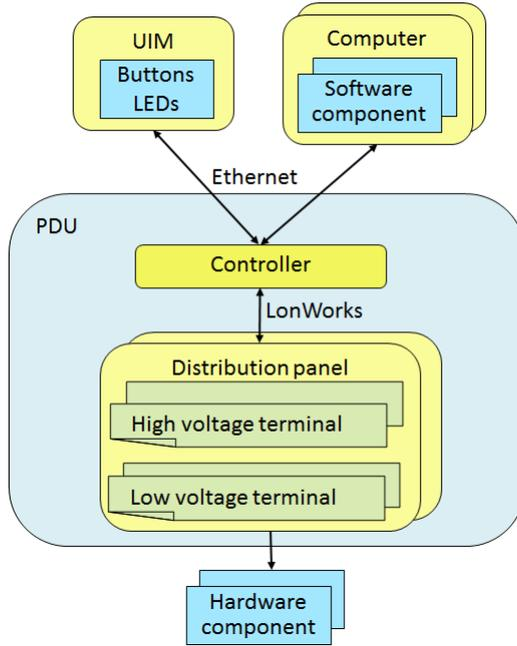 UIM
Buttons
LEDs
Computer
Software
component
Ethernet
PDU
Controller
LonWorks
Distribution panel
High voltage terminal
Low voltage terminal
Hardware
component